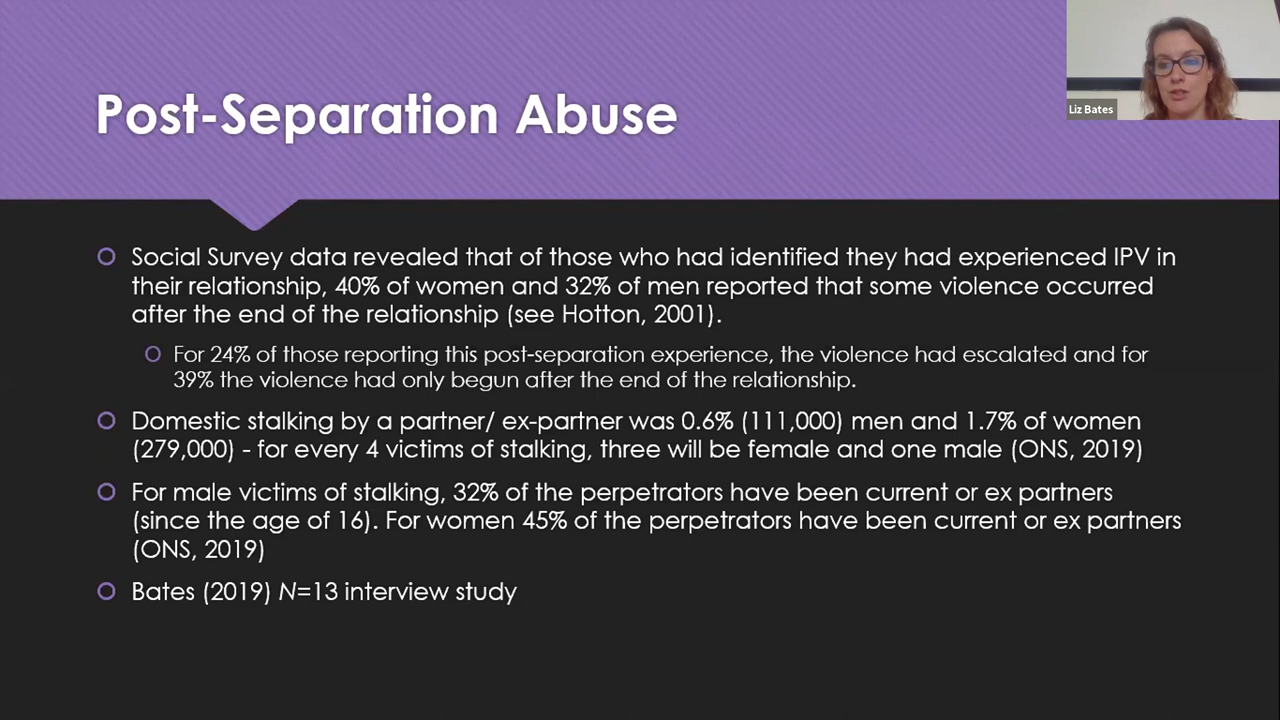 Post-Separation Abuse
Liz Bates
Social Survey data revealed that of those who had identified they had experienced IPV in
their relationship, 40% of women and 32% of men reported that some violence occurred
after the end of the relationship (see Hotton, 2001).
For 24% of those reporting this post-separation experience, the violence had escalated and for
39% the violence had only begun after the end of the relationship.
Domestic stalking by a partner/ ex-partner was 0.6% (111,000) men and 1.7% of women
(279,000) - for every 4 victims of stalking, three will be female and one male (ONS, 2019)
For male victims of stalking, 32% of the perpetrators have been current or ex partners
(since the age of 16). For women 45% of the perpetrators have been current or ex partners
(ONS, 2019)
Bates (2019) N=13 interview study